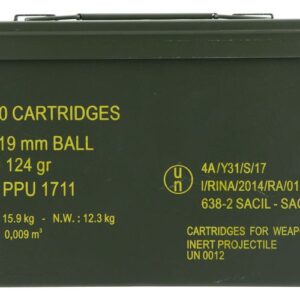 0 CARTRIDGES
19 mm BALL
124 gr
PPU 1711
15.9 kg - N.W.: 12.3 kg
0,009 m³
un
4A/Y31/S/17
I/RINA/2014/RA/01
638-2 SACIL - SAC
CARTRIDGES FOR WEAP
INERT PROJECTILE
UN 0012